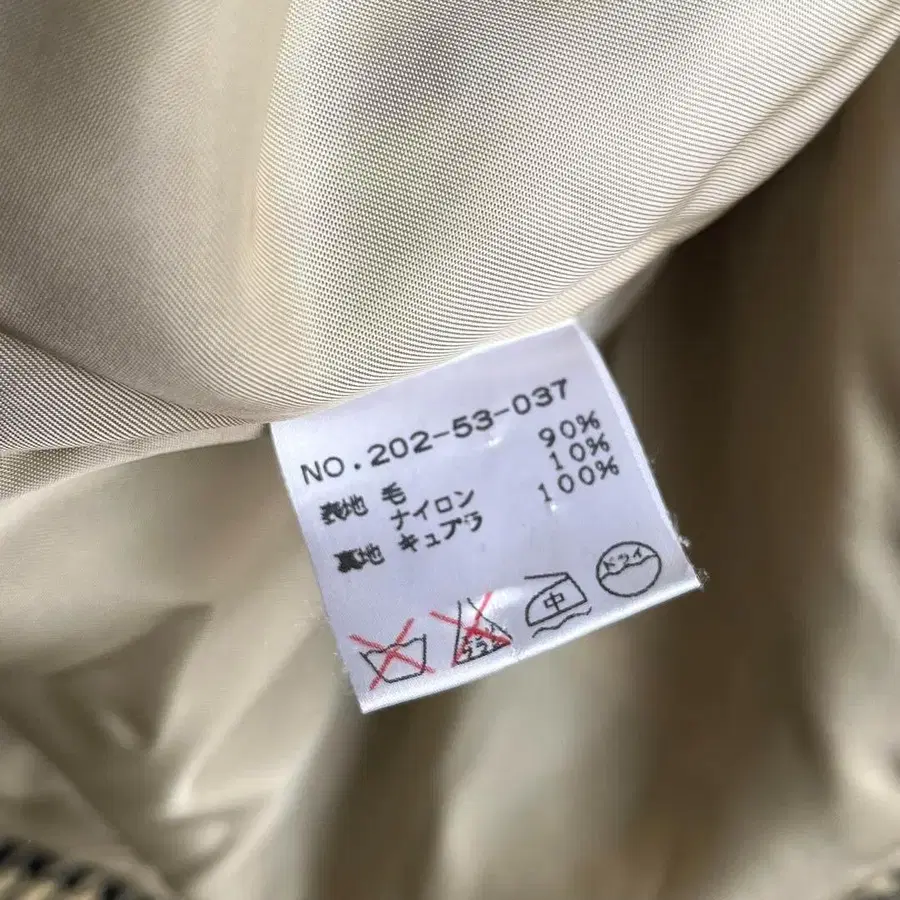 NO.202-53-037
表地 毛 90%
ナイロン 10%
裏地 キュプラ 100%
中
ドライ